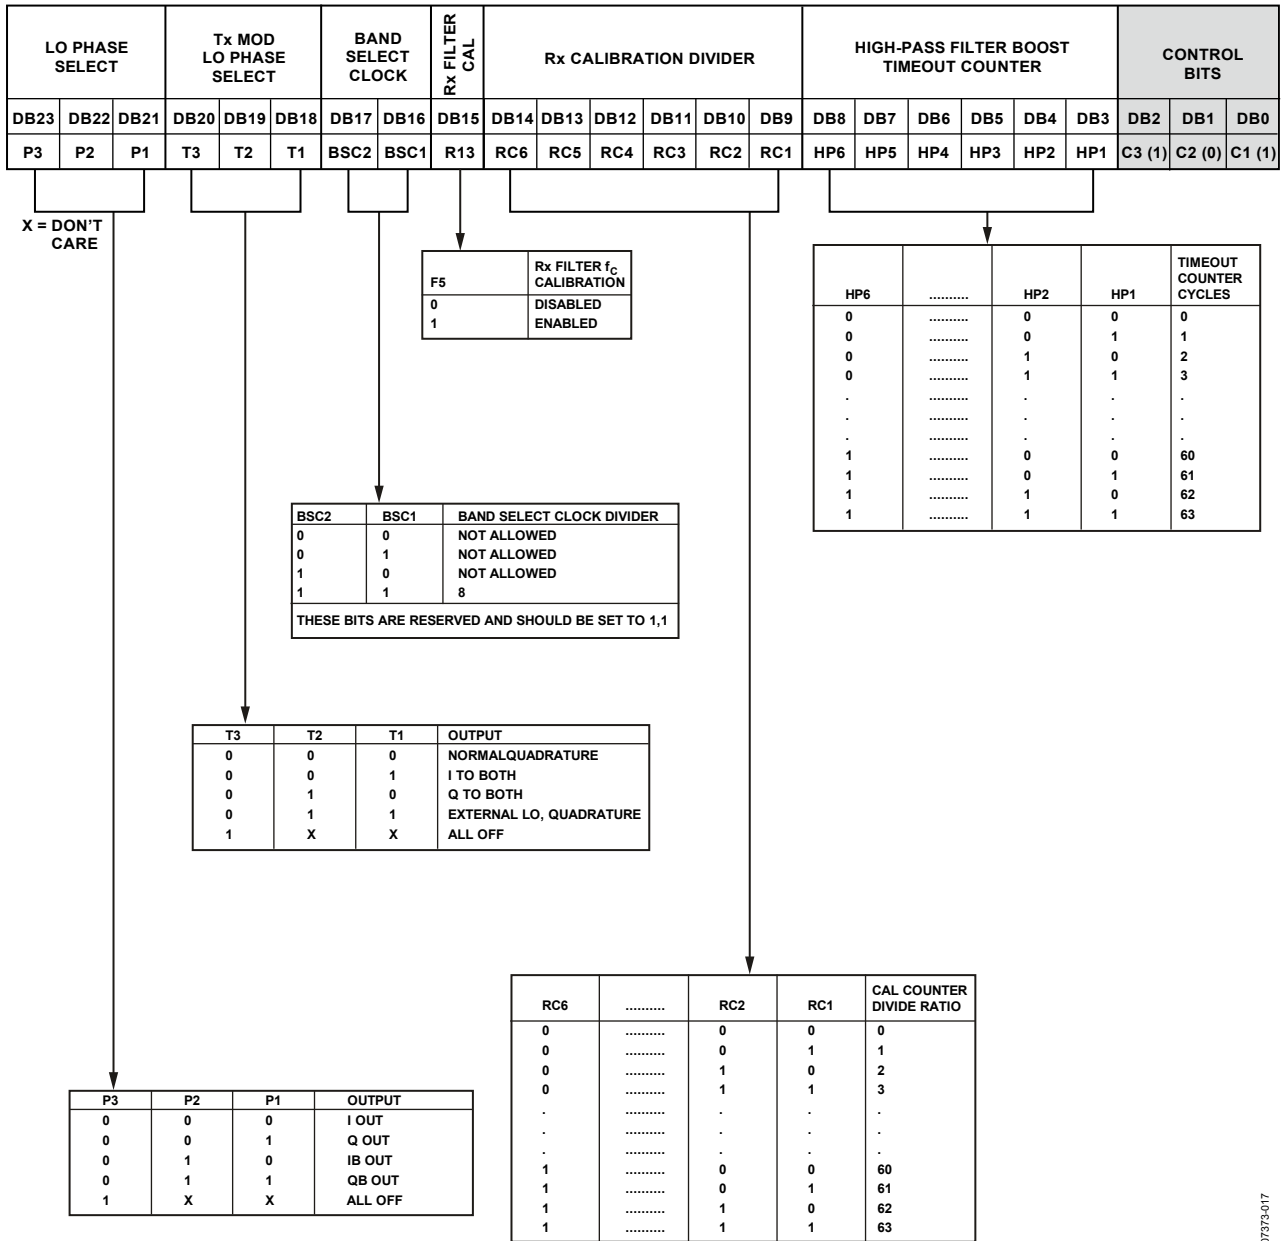 LO PHASE
SELECT
Tx MOD
LO PHASE
SELECT
BAND
SELECT
CLOCK
Rx FILTER
CAL
Rx CALIBRATION DIVIDER
HIGH-PASS FILTER BOOST
TIMEOUT COUNTER
CONTROL
BITS
DB23 DB22 DB21 DB20 DB19 DB18 DB17 DB16 DB15 DB14 DB13 DB12 DB11 DB10 DB9 DB8 DB7 DB6 DB5 DB4 DB3 DB2 DB1 DB0
P3 P2 P1 T3 T2 T1 BSC2 BSC1 R13 RC6 RC5 RC4 RC3 RC2 RC1 HP6 HP5 HP4 HP3 HP2 HP1 C3 (1) C2 (0) C1 (1)
X = DON'T
CARE
F5 Rx FILTER fC
CALIBRATION
0 DISABLED
1 ENABLED
HP6 .......... HP2 HP1 TIMEOUT
COUNTER
CYCLES
0 .......... 0 0 0
0 .......... 0 1 1
0 .......... 1 0 2
0 .......... 1 1 3
. .......... . . .
. .......... . . .
. .......... . . .
1 .......... 0 0 60
1 .......... 0 1 61
1 .......... 1 0 62
1 .......... 1 1 63
BSC2 BSC1 BAND SELECT CLOCK DIVIDER
0 0 NOT ALLOWED
0 1 NOT ALLOWED
1 0 NOT ALLOWED
1 1 8
THESE BITS ARE RESERVED AND SHOULD BE SET TO 1,1
T3 T2 T1 OUTPUT
0 0 0 NORMALQUADRATURE
0 0 1 I TO BOTH
0 1 0 Q TO BOTH
0 1 1 EXTERNAL LO, QUADRATURE
1 X X ALL OFF
RC6 .......... RC2 RC1 CAL COUNTER
DIVIDE RATIO
0 .......... 0 0 0
0 .......... 0 1 1
0 .......... 1 0 2
0 .......... 1 1 3
. .......... . . .
. .......... . . .
. .......... . . .
1 .......... 0 0 60
1 .......... 0 1 61
1 .......... 1 0 62
1 .......... 1 1 63
P3 P2 P1 OUTPUT
0 0 0 I OUT
0 0 1 Q OUT
0 1 0 IB OUT
0 1 1 QB OUT
1 X X ALL OFF
07373-017